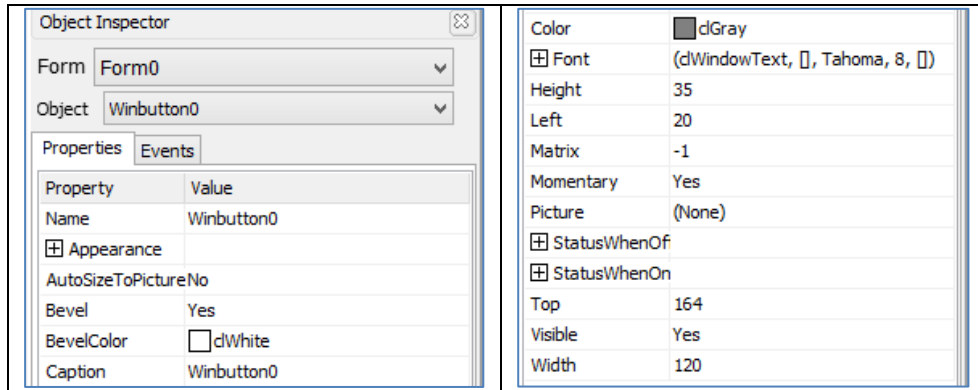 Object Inspector
Form Form0
Object Winbutton0
Properties Events
Property Value
Name Winbutton0
Appearance
AutoSizeToPicture No
Bevel Yes
BevelColor clWhite
Caption Winbutton0
Color clGray
Font (clWindowText, [], Tahoma, 8, [])
Height 35
Left 20
Matrix -1
Momentary Yes
Picture (None)
StatusWhenOf
StatusWhenOn
Top 164
Visible Yes
Width 120